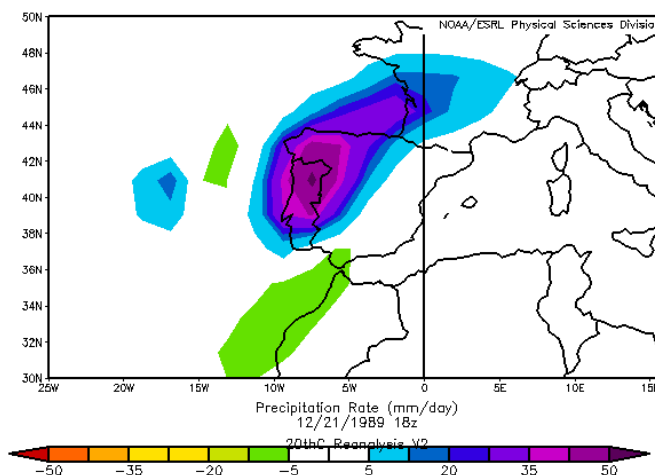 NOAA/ESRL Physical Sciences Divisio
50N
48N
46N
44N
42N
40N
38N
36N
34N
32N
30N
25W 20W 15W 10W 5W 0 5E 10E 15E
Precipitation Rate (mm/day)
12/21/1989 18z
20thC Reanalysis V2
-50 -35 -20 -5 5 20 35 50